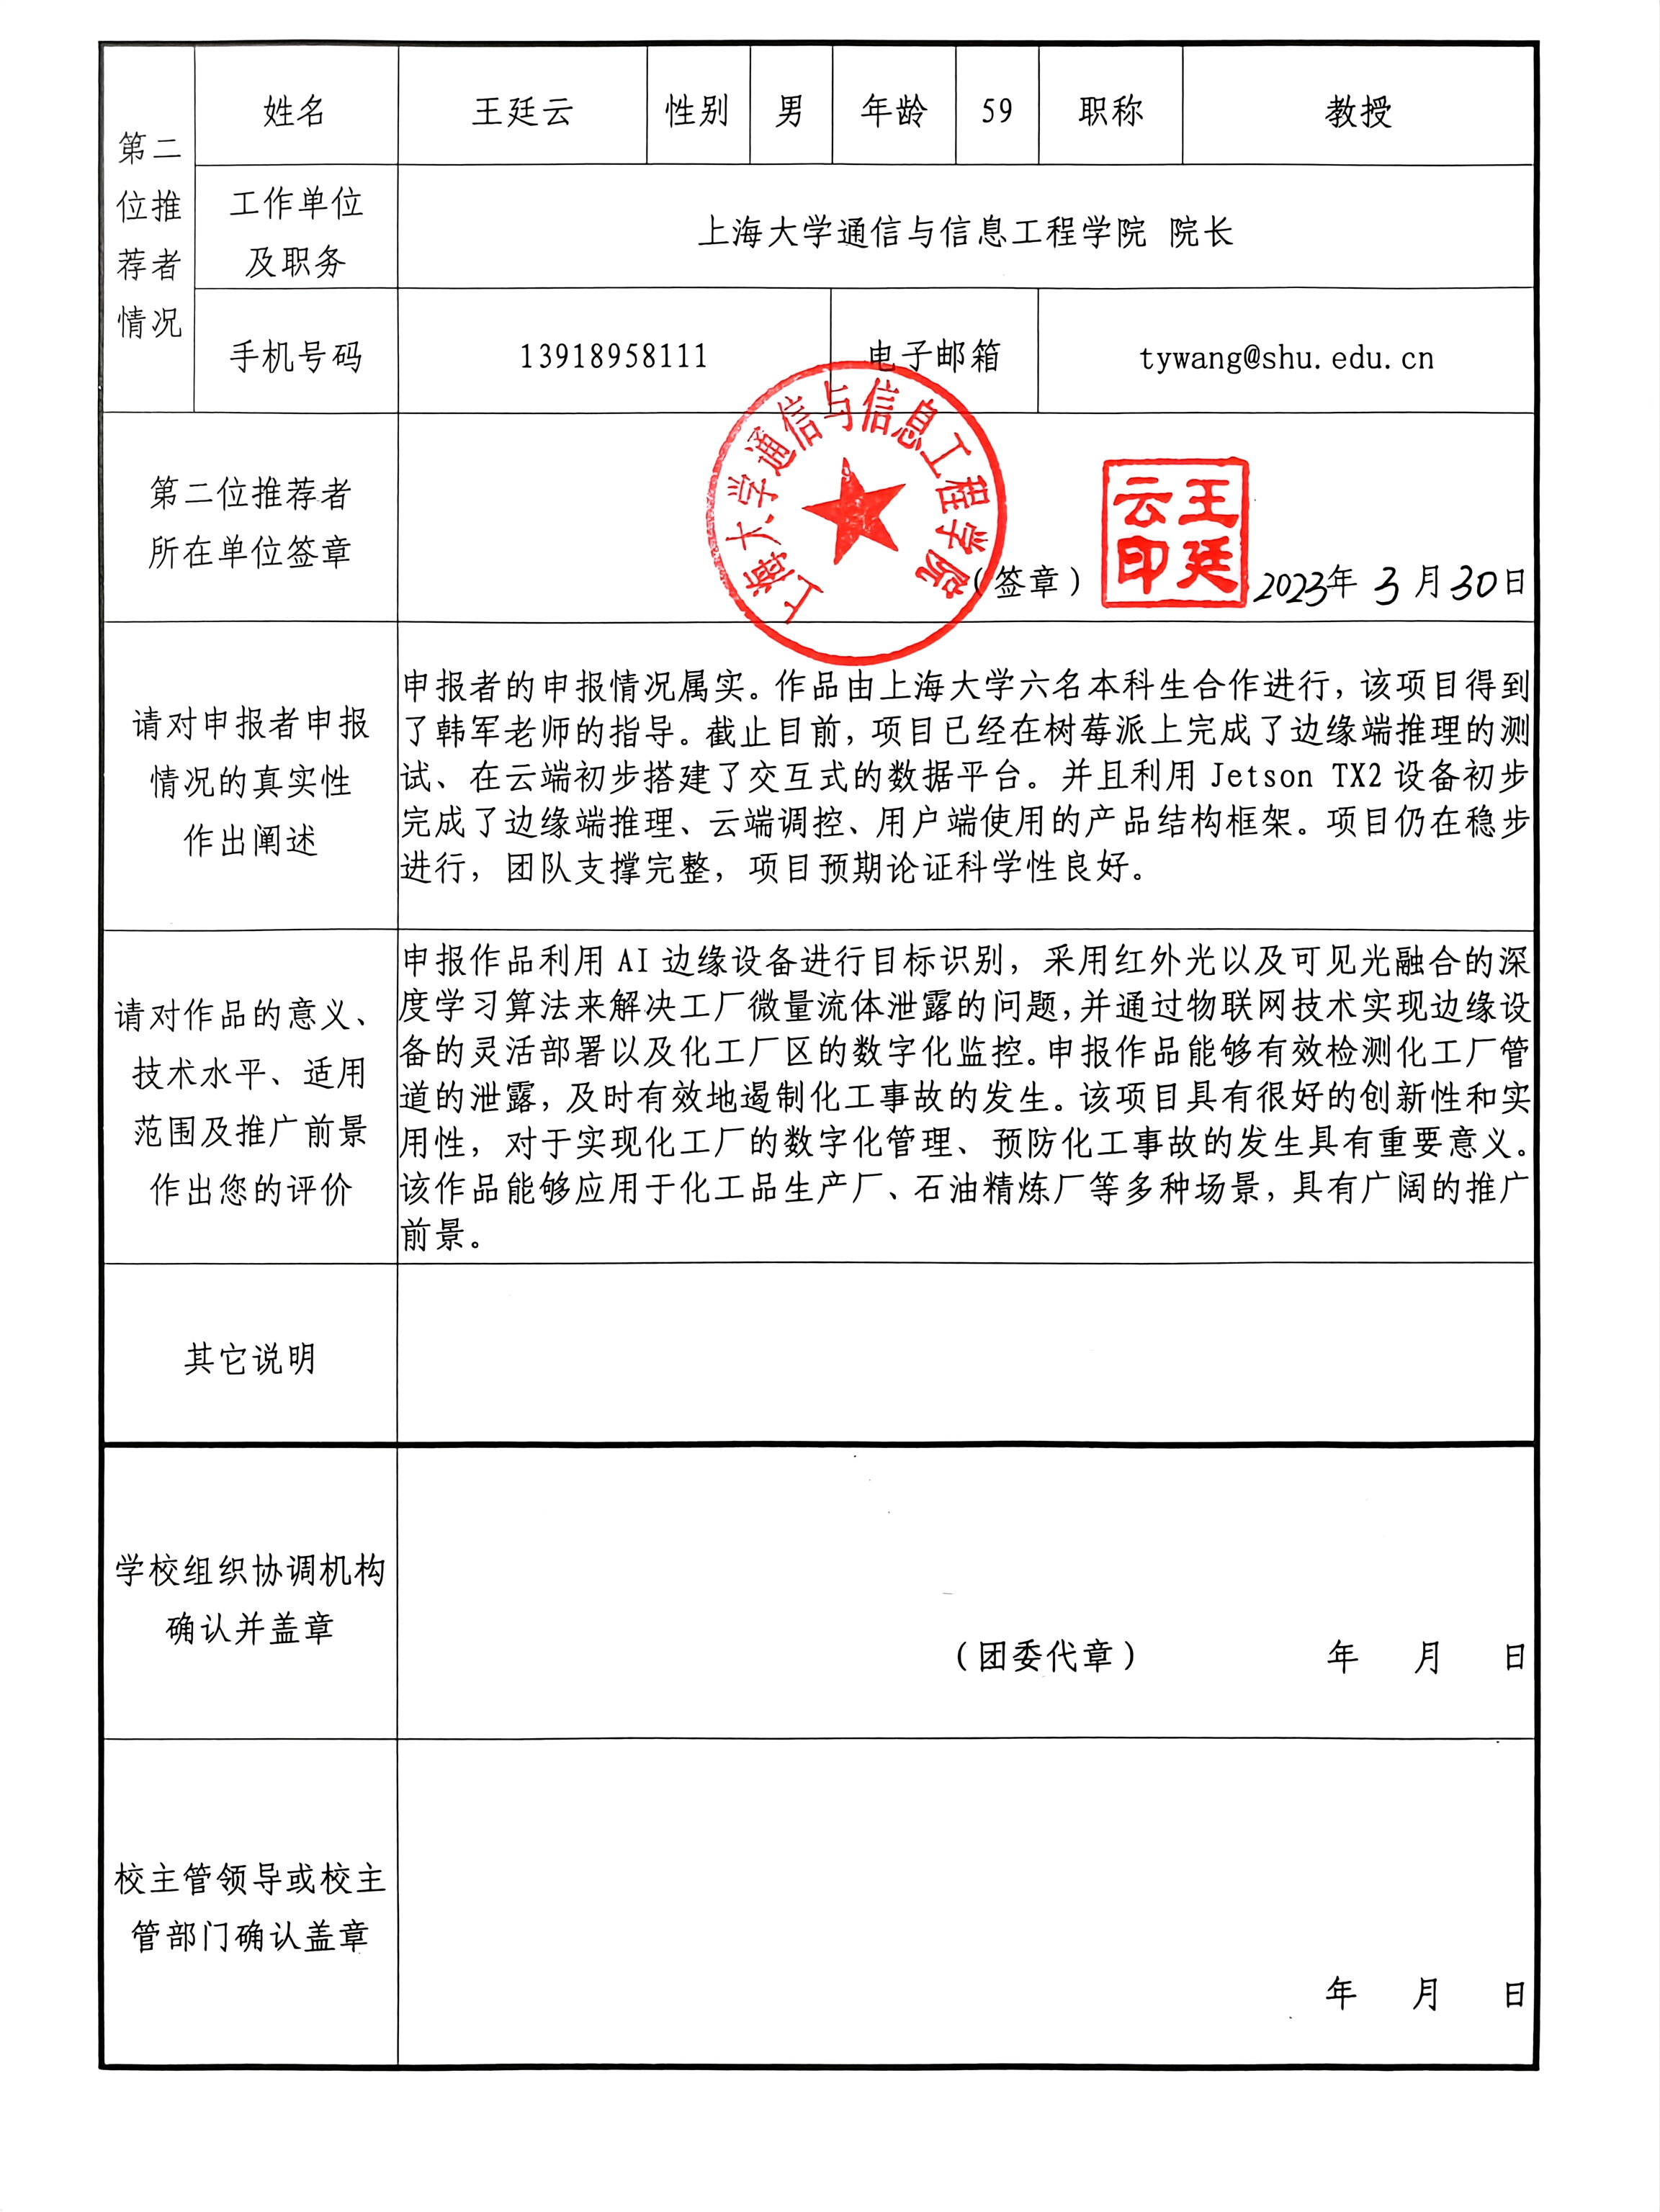 第二
位推
荐者
情况
姓名 王廷云 性别 男 年龄 59 职称 教授
工作单位
及职务
上海大学通信与信息工程学院 院长
手机号码 13918958111 电子邮箱 tywang@shu.edu.cn
第二位推荐者
所在单位签章
上海大学通信与信息工程学院
(签章)
王廷
云印
2023年 3 月 30 日
请对申报者申报
情况的真实性
作出阐述
申报者的申报情况属实。作品由上海大学六名本科生合作进行,该项目得到
了韩军老师的指导。截止目前,项目已经在树莓派上完成了边缘端推理的测
试、在云端初步搭建了交互式的数据平台。并且利用 Jetson TX2 设备初步
完成了边缘端推理、云端调控、用户端使用的产品结构框架。项目仍在稳步
进行,团队支撑完整,项目预期论证科学性良好。
请对作品的意义、
技术水平、适用
范围及推广前景
作出您的评价
申报作品利用 AI 边缘设备进行目标识别,采用红外光以及可见光融合的深
度学习算法来解决工厂微量流体泄露的问题,并通过物联网技术实现边缘设
备的灵活部署以及化工厂区的数字化监控。申报作品能够有效检测化工厂管
道的泄露,及时有效地遏制化工事故的发生。该项目具有很好的创新性和实
用性,对于实现化工厂的数字化管理、预防化工事故的发生具有重要意义。
该作品能够应用于化工品生产厂、石油精炼厂等多种场景,具有广阔的推广
前景。
其它说明
学校组织协调机构
确认并盖章
(团委代章) 年 月 日
校主管领导或校主
管部门确认盖章
年 月 日